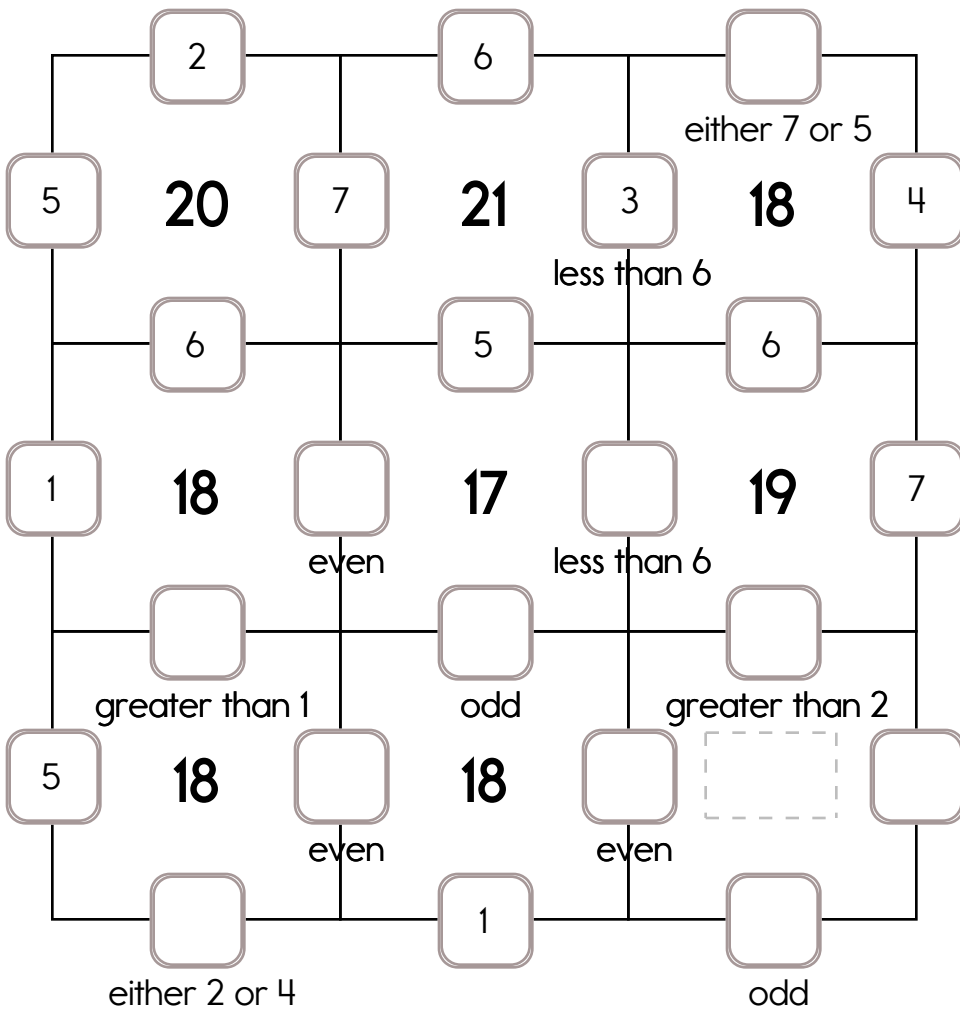 2 6
either 7 or 5
5 20 7 21 3 18 4
less than 6
6 5 6
1 18 17 19 7
even less than 6
greater than 1 odd greater than 2
5 18 18
even even
1
either 2 or 4 odd